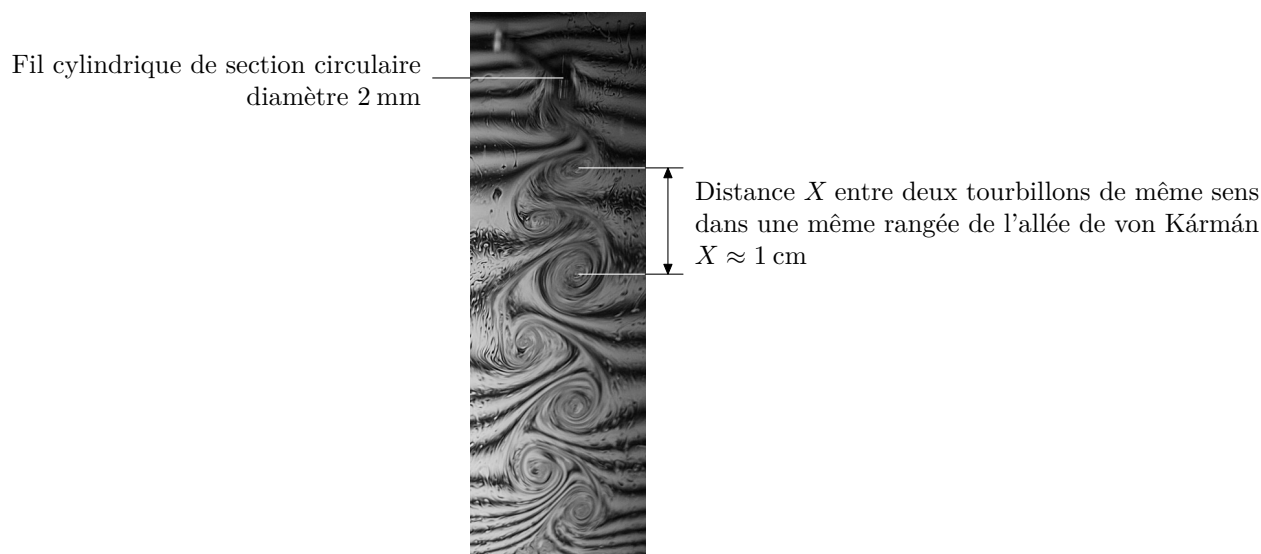 Fil cylindrique de section circulaire
diamètre 2 mm
Distance X entre deux tourbillons de même sens
dans une même rangée de l'allée de von Kármán
X ≈ 1 cm